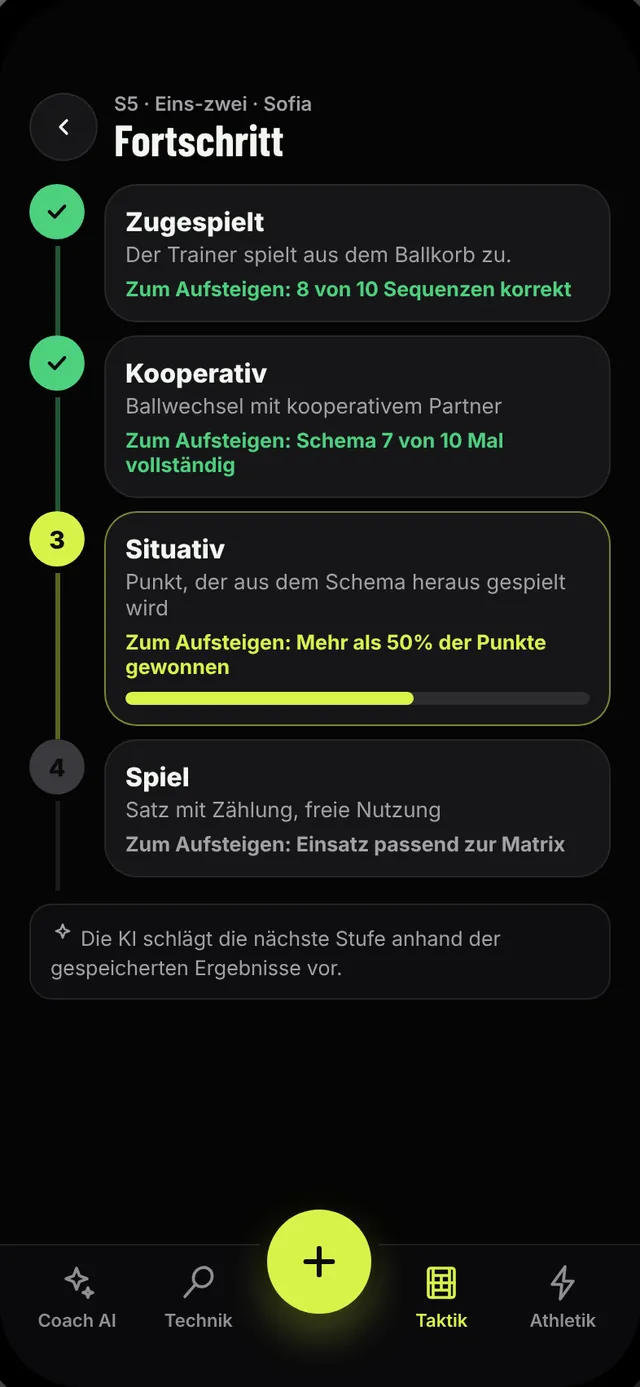 S5 · Eins-zwei · Sofia
Fortschritt
Zugespielt
Der Trainer spielt aus dem Ballkorb zu.
Zum Aufsteigen: 8 von 10 Sequenzen korrekt
Kooperativ
Ballwechsel mit kooperativem Partner
Zum Aufsteigen: Schema 7 von 10 Mal
vollständig
3
Situativ
Punkt, der aus dem Schema heraus gespielt
wird
Zum Aufsteigen: Mehr als 50% der Punkte
gewonnen
4
Spiel
Satz mit Zählung, freie Nutzung
Zum Aufsteigen: Einsatz passend zur Matrix
Die KI schlägt die nächste Stufe anhand der
gespeicherten Ergebnisse vor.
Coach AI
Technik
Taktik
Athletik